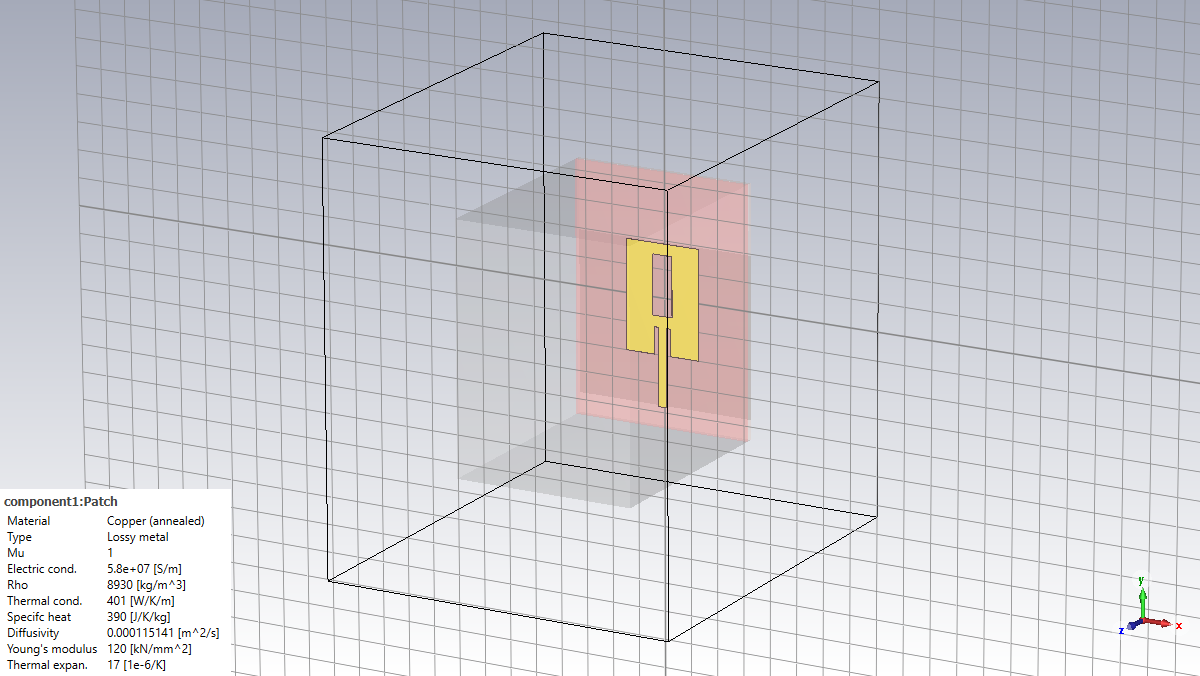 component1:Patch
Material Copper (annealed)
Type Lossy metal
Mu 1
Electric cond. 5.8e+07 [S/m]
Rho 8930 [kg/m^3]
Thermal cond. 401 [W/K/m]
Specifc heat 390 [J/K/kg]
Diffusivity 0.000115141 [m^2/s]
Young's modulus 120 [kN/mm^2]
Thermal expan. 17 [1e-6/K]
y
z
x